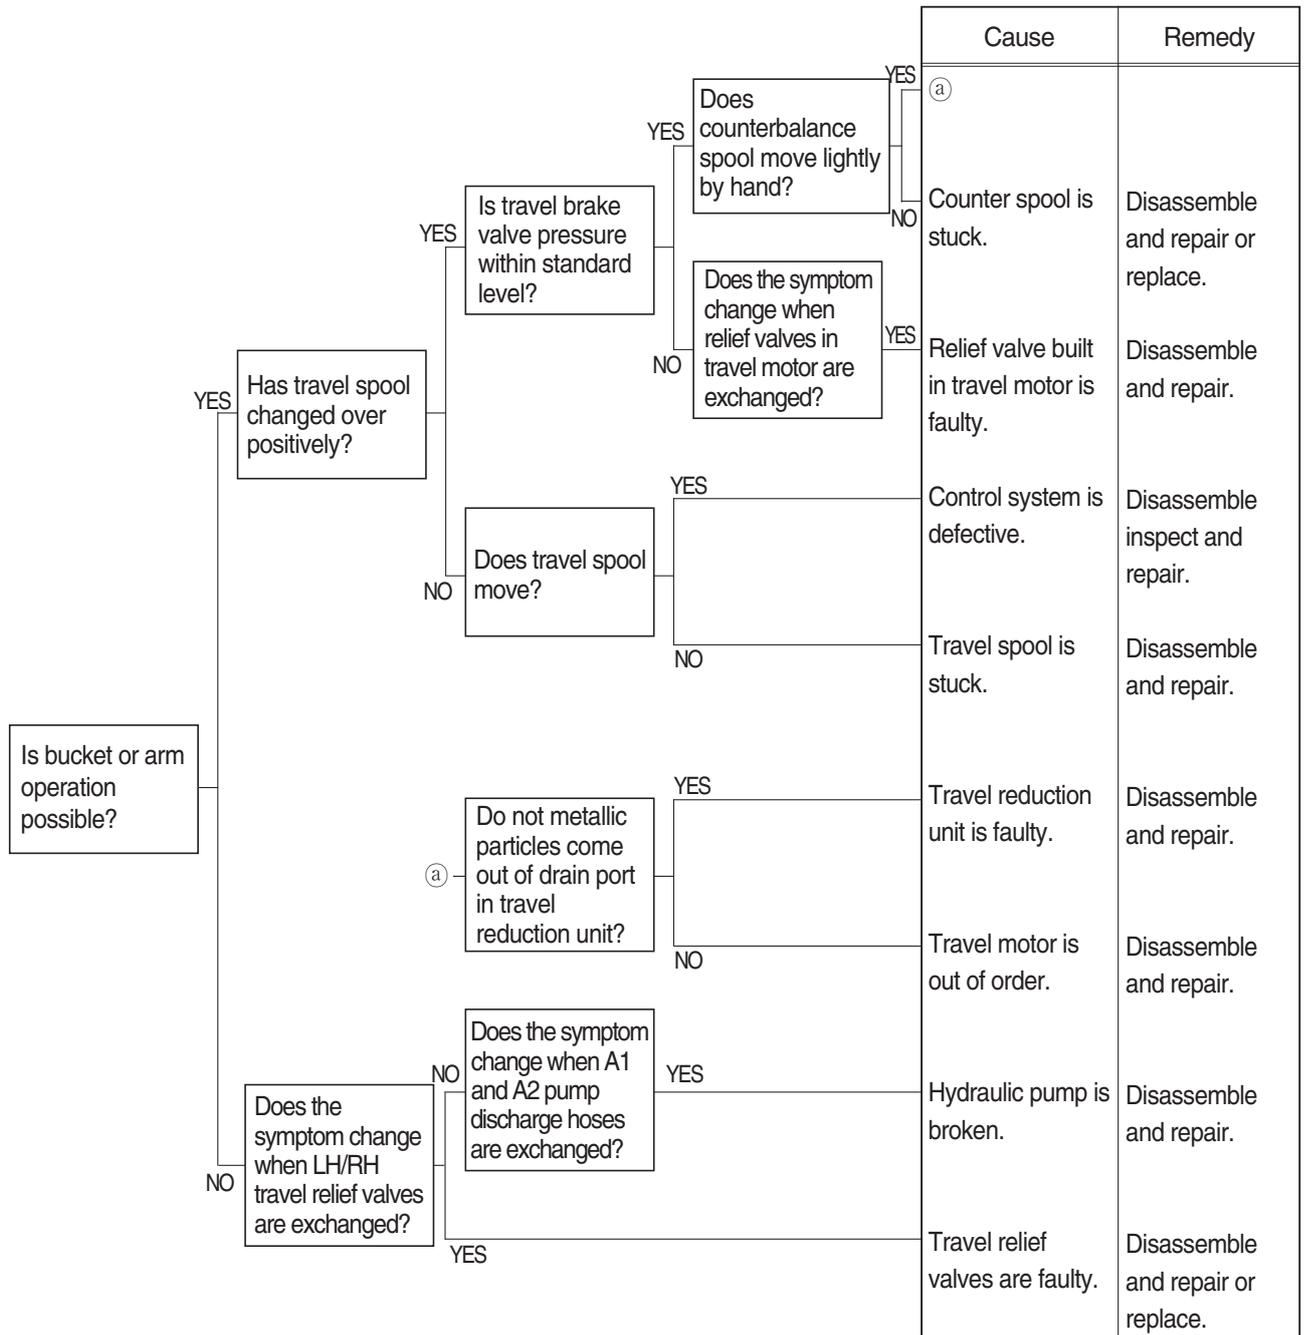 Cause
Remedy
YES
ⓐ
Does
counterbalance
spool move lightly
by hand?
YES
NO
Counter spool is
stuck.
Disassemble
and repair or
replace.
Is travel brake
valve pressure
within standard
level?
YES
Does the symptom
change when
relief valves in
travel motor are
exchanged?
NO
YES
Relief valve built
in travel motor is
faulty.
Disassemble
and repair.
YES
Has travel spool
changed over
positively?
YES
Control system is
defective.
Disassemble
inspect and
repair.
Does travel spool
move?
NO
NO
Travel spool is
stuck.
Disassemble
and repair.
Is bucket or arm
operation
possible?
YES
Travel reduction
unit is faulty.
Disassemble
and repair.
ⓐ
Do not metallic
particles come
out of drain port
in travel
reduction unit?
NO
Travel motor is
out of order.
Disassemble
and repair.
Does the symptom
change when A1
and A2 pump
discharge hoses
are exchanged?
NO
YES
Hydraulic pump is
broken.
Disassemble
and repair.
Does the
symptom change
when LH/RH
travel relief valves
are exchanged?
NO
YES
Travel relief
valves are faulty.
Disassemble
and repair or
replace.